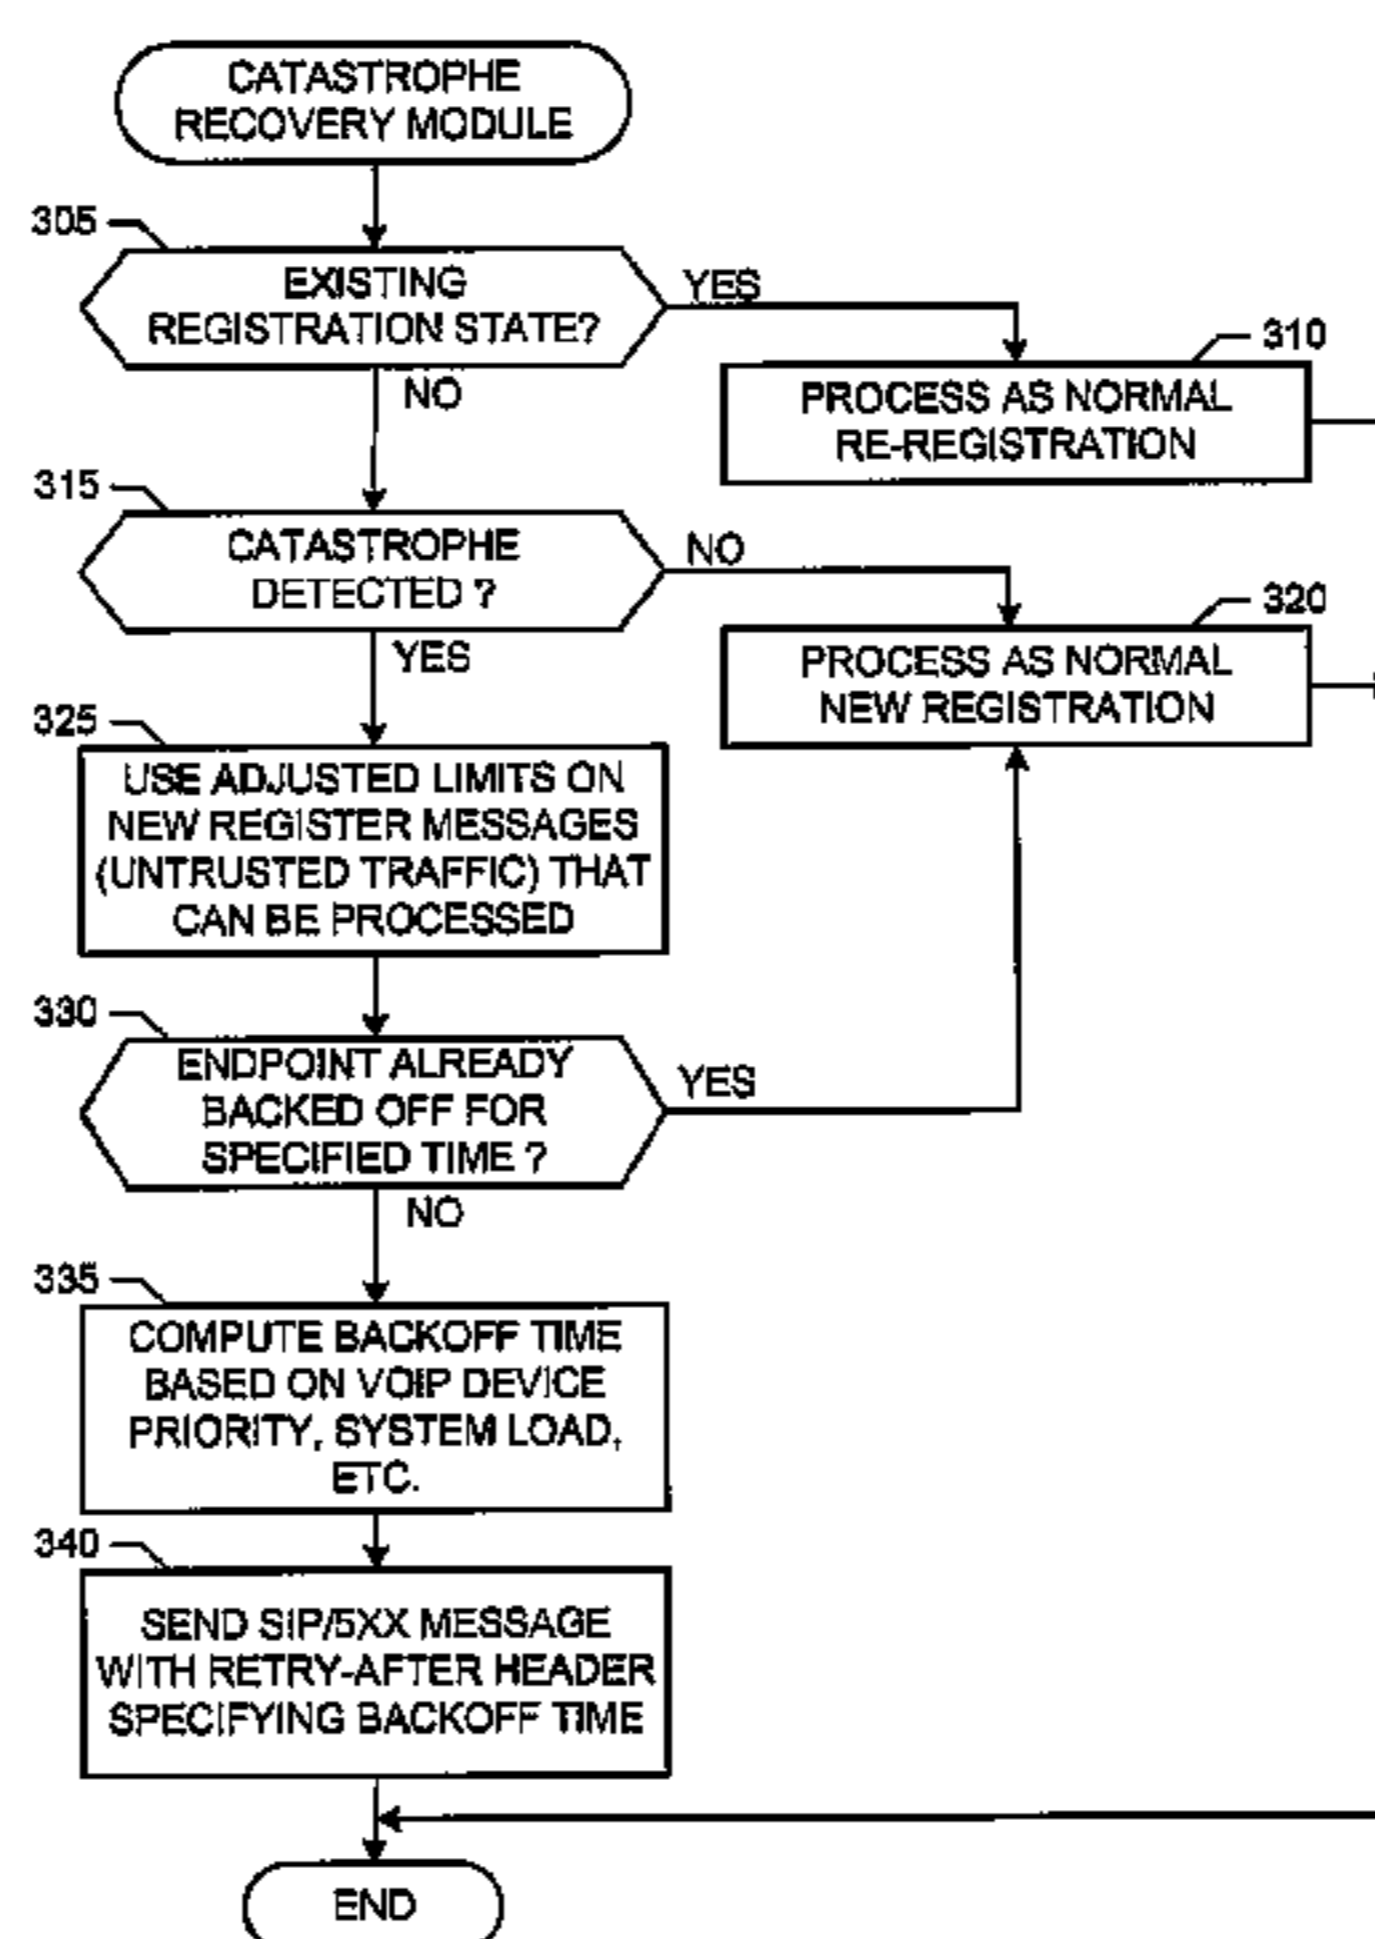 CATASTROPHE
RECOVERY MODULE
305
EXISTING
REGISTRATION STATE?
YES
NO
310
PROCESS AS NORMAL
RE-REGISTRATION
315
CATASTROPHE
DETECTED ?
NO
YES
320
PROCESS AS NORMAL
NEW REGISTRATION
325
USE ADJUSTED LIMITS ON
NEW REGISTER MESSAGES
(UNTRUSTED TRAFFIC) THAT
CAN BE PROCESSED
330
ENDPOINT ALREADY
BACKED OFF FOR
SPECIFIED TIME ?
YES
NO
335
COMPUTE BACKOFF TIME
BASED ON VOIP DEVICE
PRIORITY, SYSTEM LOAD,
ETC.
340
SEND SIP/5XX MESSAGE
WITH RETRY-AFTER HEADER
SPECIFYING BACKOFF TIME
END